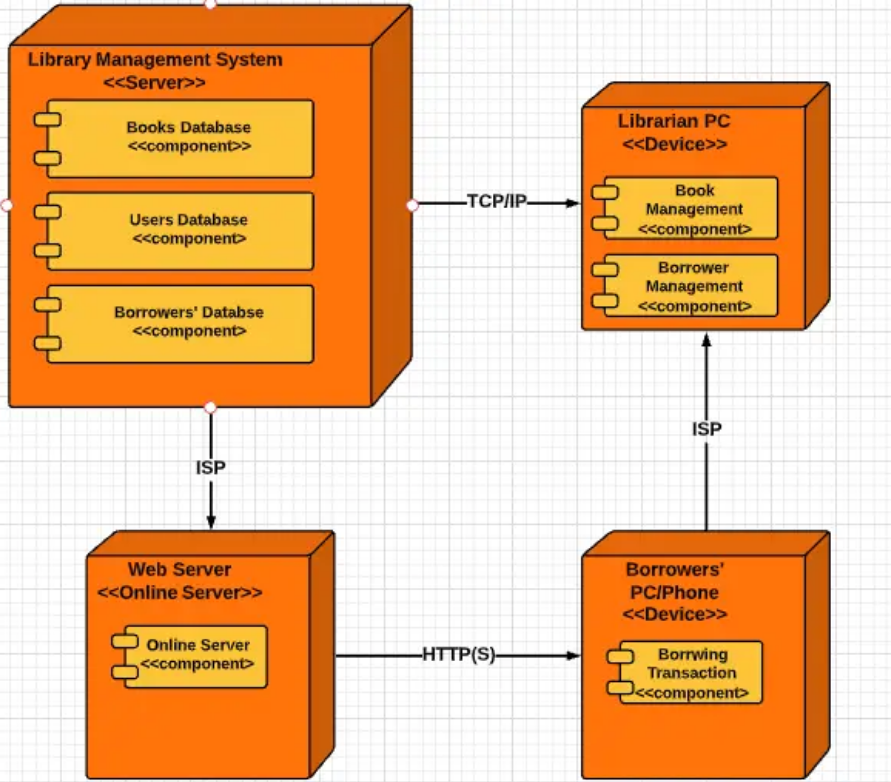 Library Management System
<<Server>>
Books Database
<<component>>
Users Database
<<component>
Borrowers' Databse
<<component>
TCP/IP
Librarian PC
<<Device>>
Book
Management
<<component>
Borrower
Management
<<component>
ISP
ISP
Web Server
<<Online Server>>
Online Server
<<component>
HTTP(S)
Borrowers'
PC/Phone
<<Device>>
Borrwing
Transaction
<<component>